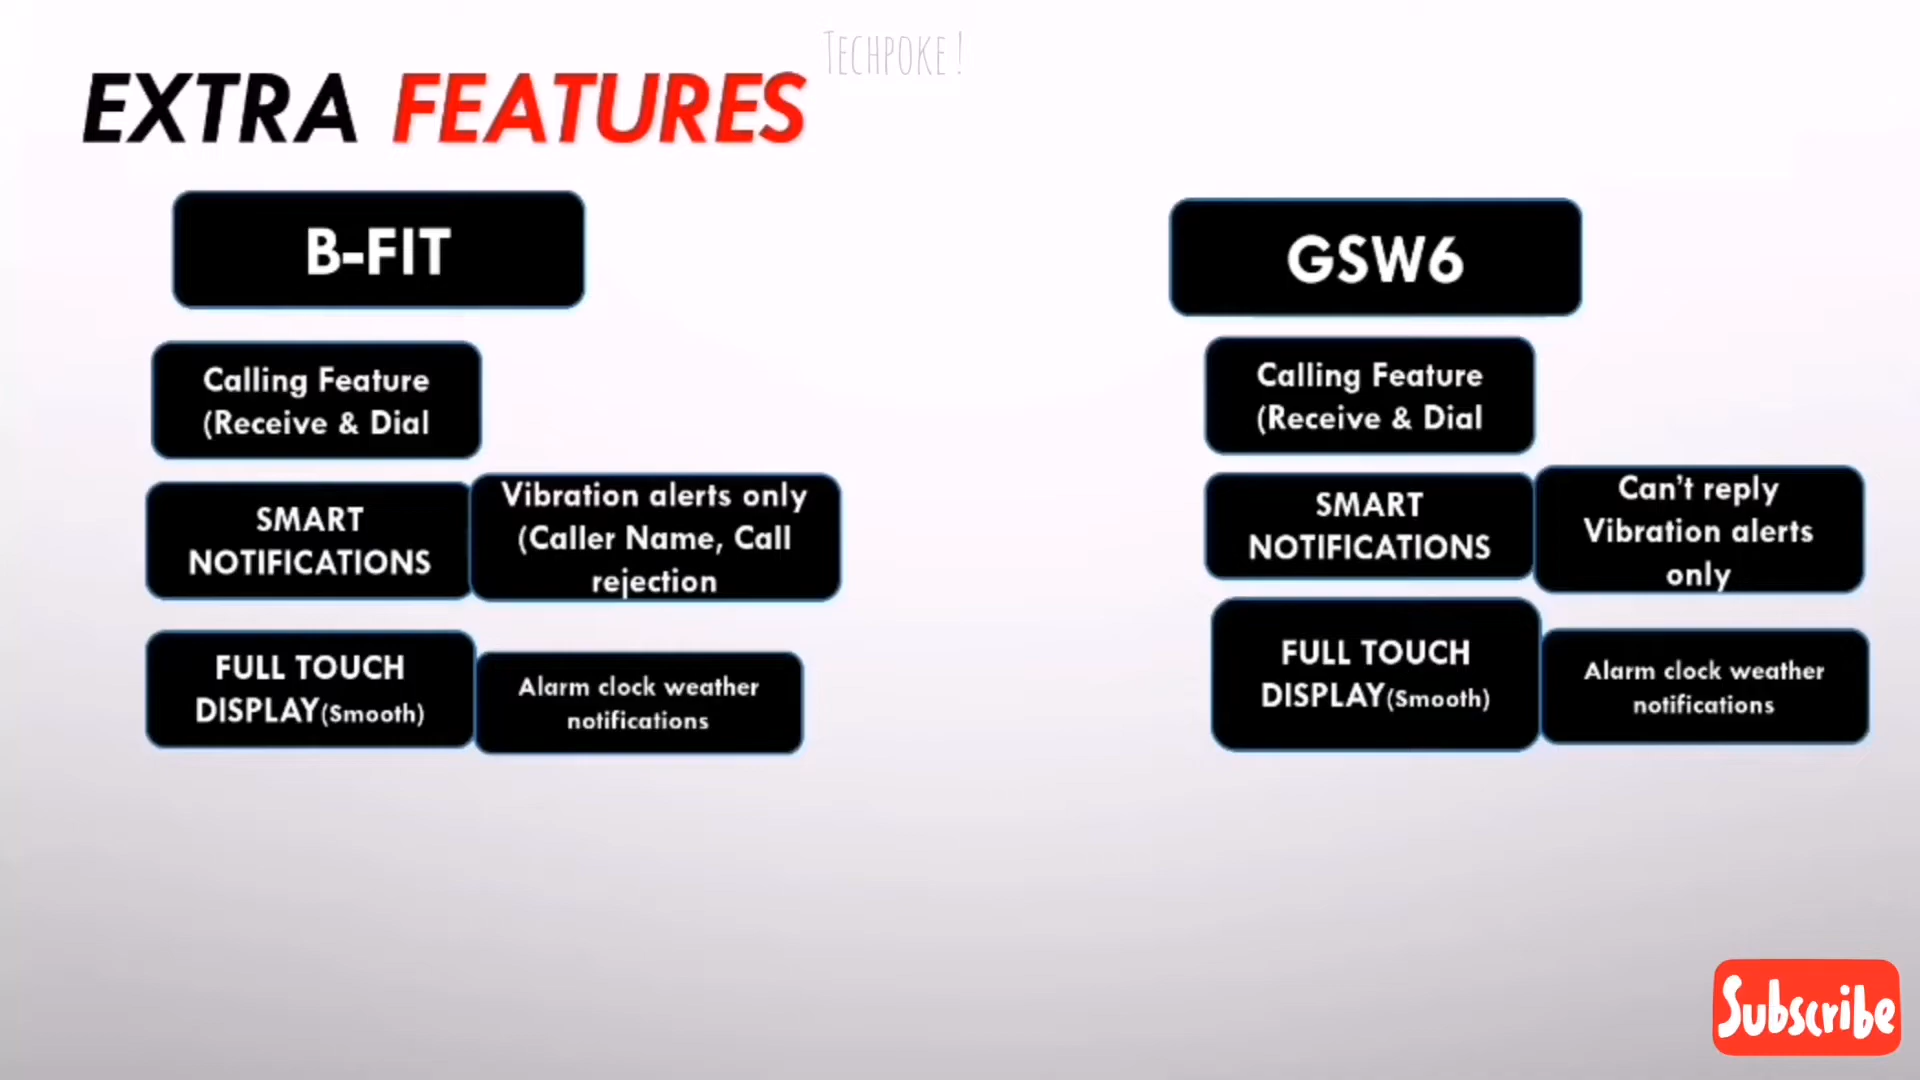 Techpoke!
EXTRA FEATURES
B-FIT
Calling Feature
(Receive & Dial
SMART
NOTIFICATIONS
Vibration alerts only
(Caller Name, Call
rejection
FULL TOUCH
DISPLAY(Smooth)
Alarm clock weather
notifications
GSW6
Calling Feature
(Receive & Dial
SMART
NOTIFICATIONS
Can't reply
Vibration alerts
only
FULL TOUCH
DISPLAY(Smooth)
Alarm clock weather
notifications
Subscribe